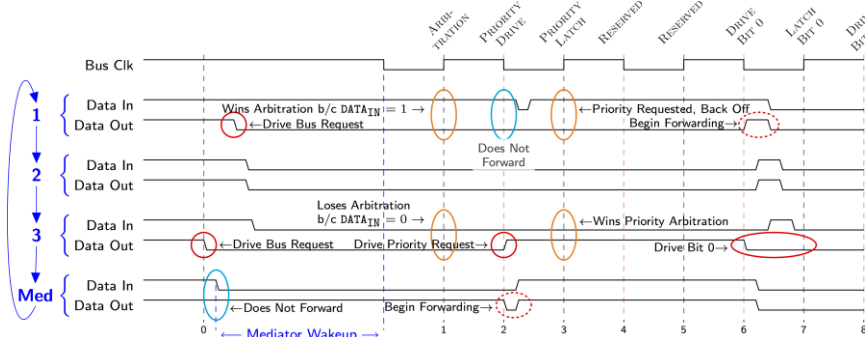 ARBI-
TRATION
PRIORITY
DRIVE
PRIORITY
LATCH
RESERVED
RESERVED
DRIVE
BIT 0
LATCH
BIT 0
DRI
BIT
Bus Clk
1
Data In
Wins Arbitration b/c DATA_IN = 1 →
←Priority Requested, Back Off
Data Out
←Drive Bus Request
Begin Forwarding→
Does Not
Forward
2
Data In
Data Out
3
Loses Arbitration
Data In
b/c DATA_IN = 0 →
←Wins Priority Arbitration
Data Out
←Drive Bus Request
Drive Priority Request→
Drive Bit 0→
Med
Data In
Data Out
←Does Not Forward
Begin Forwarding→
0 1 2 3 4 5 6 7 8
← Mediator Wakeup →